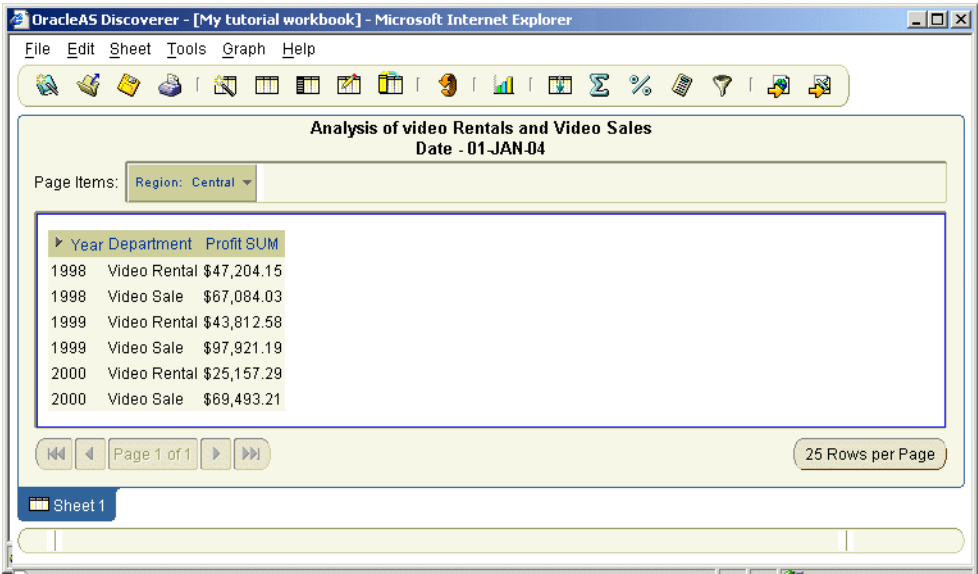 OracleAS Discoverer - [My tutorial workbook] - Microsoft Internet Explorer
File Edit Sheet Tools Graph Help
Analysis of video Rentals and Video Sales
Date - 01-JAN-04
Page Items: Region: Central
Year Department Profit SUM
1998 Video Rental $47,204.15
1998 Video Sale $67,084.03
1999 Video Rental $43,812.58
1999 Video Sale $97,921.19
2000 Video Rental $25,157.29
2000 Video Sale $69,493.21
Page 1 of 1 25 Rows per Page
Sheet 1